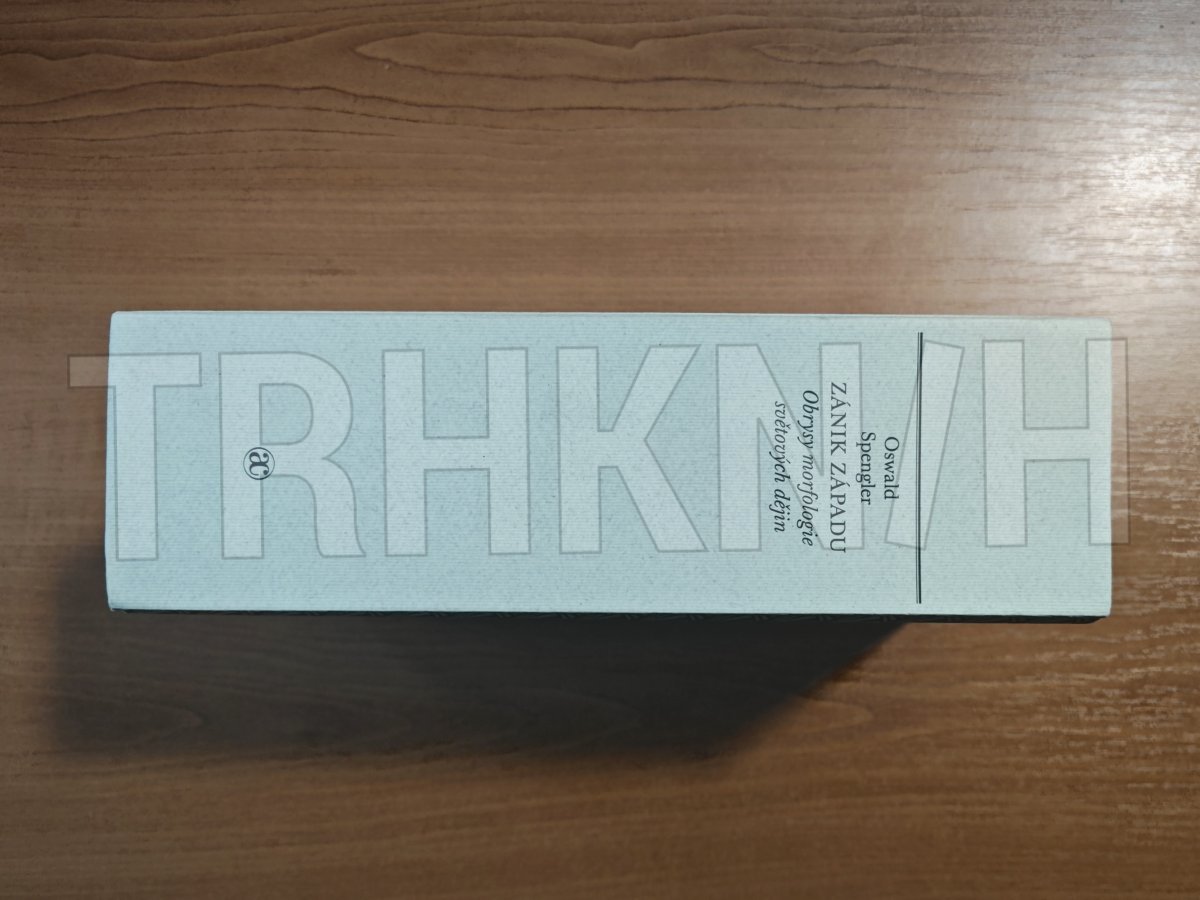 Oswald
Spengler
ZÁNIK ZÁPADU
Obrysy morfologie
světových dějin
æ
TRHKNIH